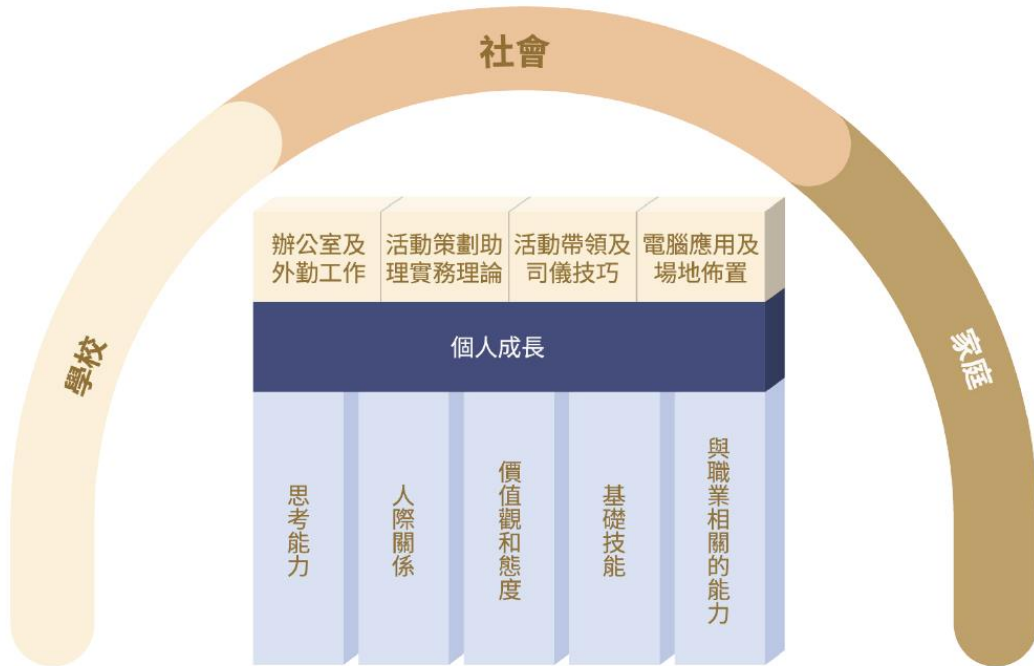 社會
學校
家庭
辦公室及
外勤工作
活動策劃助
理實務理論
活動帶領及
司儀技巧
電腦應用及
場地佈置
個人成長
思考能力
人際關係
價值觀和態度
基礎技能
與職業相關的能力